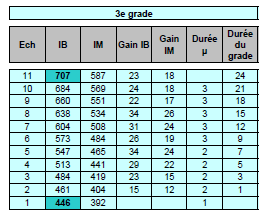 3e grade
Ech IB IM Gain IB Gain IM Durée µ Durée du grade
11 707 587 23 18 24
10 684 569 24 18 3 21
9 660 551 22 17 3 18
8 638 534 34 26 3 15
7 604 508 31 24 3 12
6 573 484 26 19 3 9
5 547 465 34 24 2 7
4 513 441 29 22 2 5
3 484 419 23 15 2 3
2 461 404 15 12 2 1
1 446 392 1